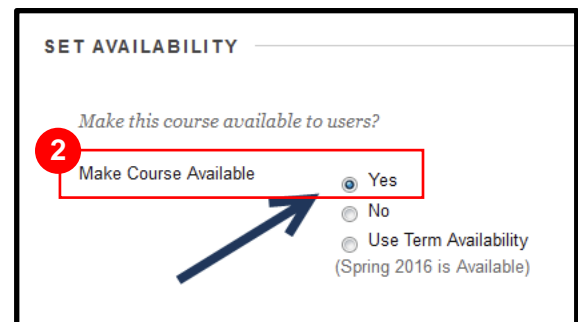 SET AVAILABILITY
Make this course available to users?
2
Make Course Available
Yes
No
Use Term Availability
(Spring 2016 is Available)